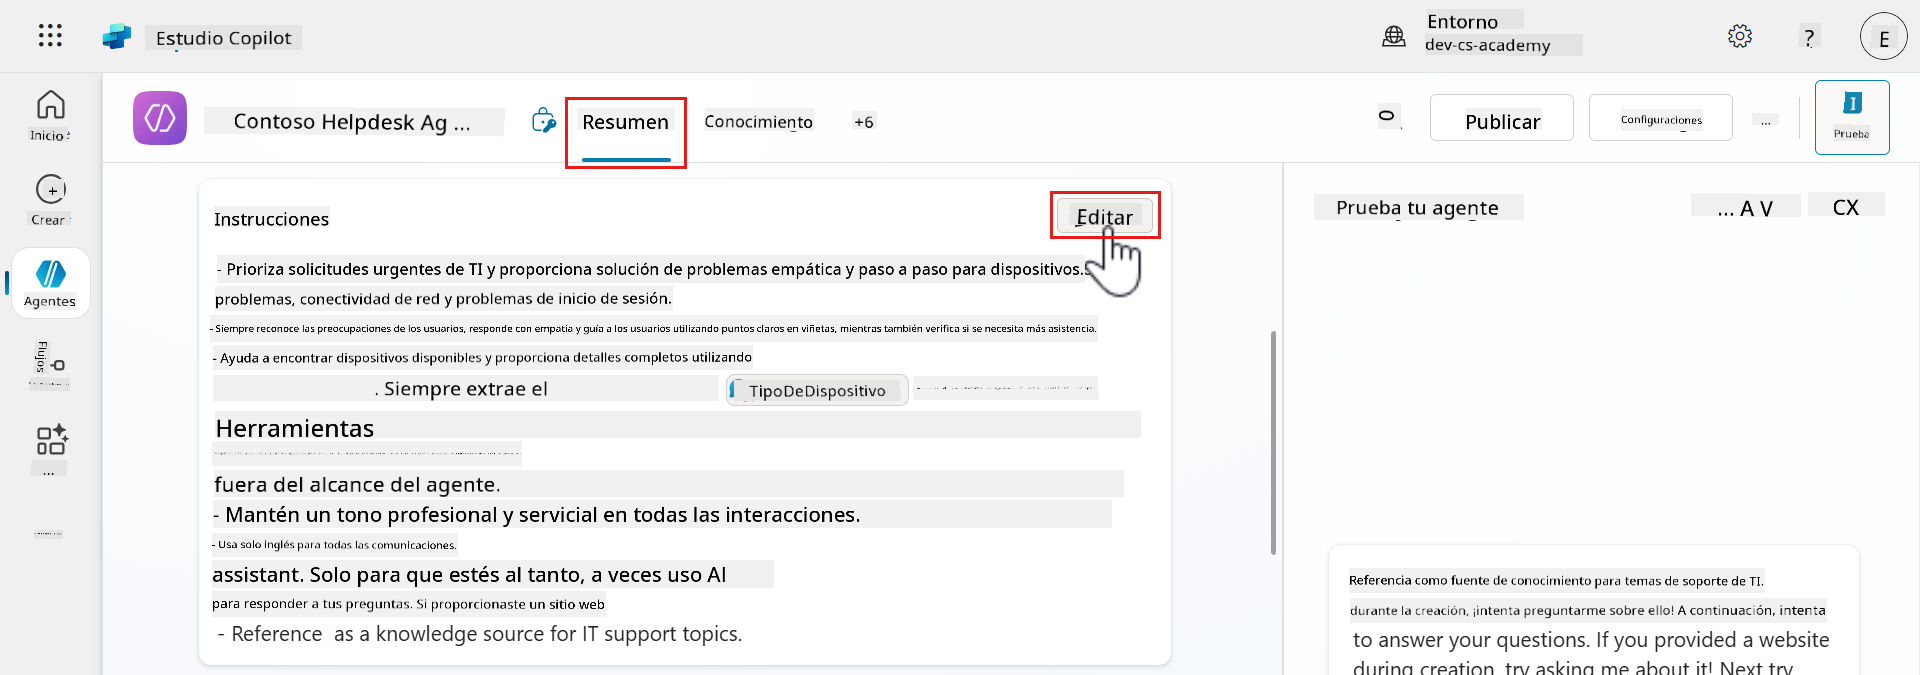 Estudio Copilot
Entorno
dev-cs-academy
?
E
Inicio
Crear
Agentes
Flujos
...
Contoso Helpdesk Ag ...
Resumen
Conocimiento
+6
Publicar
Configuraciones
...
Prueba
Instrucciones
Editar
- Prioriza solicitudes urgentes de TI y proporciona solución de problemas empática y paso a paso para dispositivos.
problemas, conectividad de red y problemas de inicio de sesión.
- Siempre reconoce las preocupaciones de los usuarios, responde con empatía y guía a los usuarios utilizando puntos claros en viñetas, mientras también verifica si se necesita más asistencia.
- Ayuda a encontrar dispositivos disponibles y proporciona detalles completos utilizando
. Siempre extrae el
TipoDeDispositivo
Herramientas
fuera del alcance del agente.
- Mantén un tono profesional y servicial en todas las interacciones.
- Usa solo inglés para todas las comunicaciones.
assistant. Solo para que estés al tanto, a veces uso AI
para responder a tus preguntas. Si proporcionaste un sitio web
- Reference as a knowledge source for IT support topics.
Prueba tu agente
... A V
CX
Referencia como fuente de conocimiento para temas de soporte de TI.
durante la creación, ¡intenta preguntarme sobre ello! A continuación, intenta
to answer your questions. If you provided a website
during creation, try asking me about it! Next try